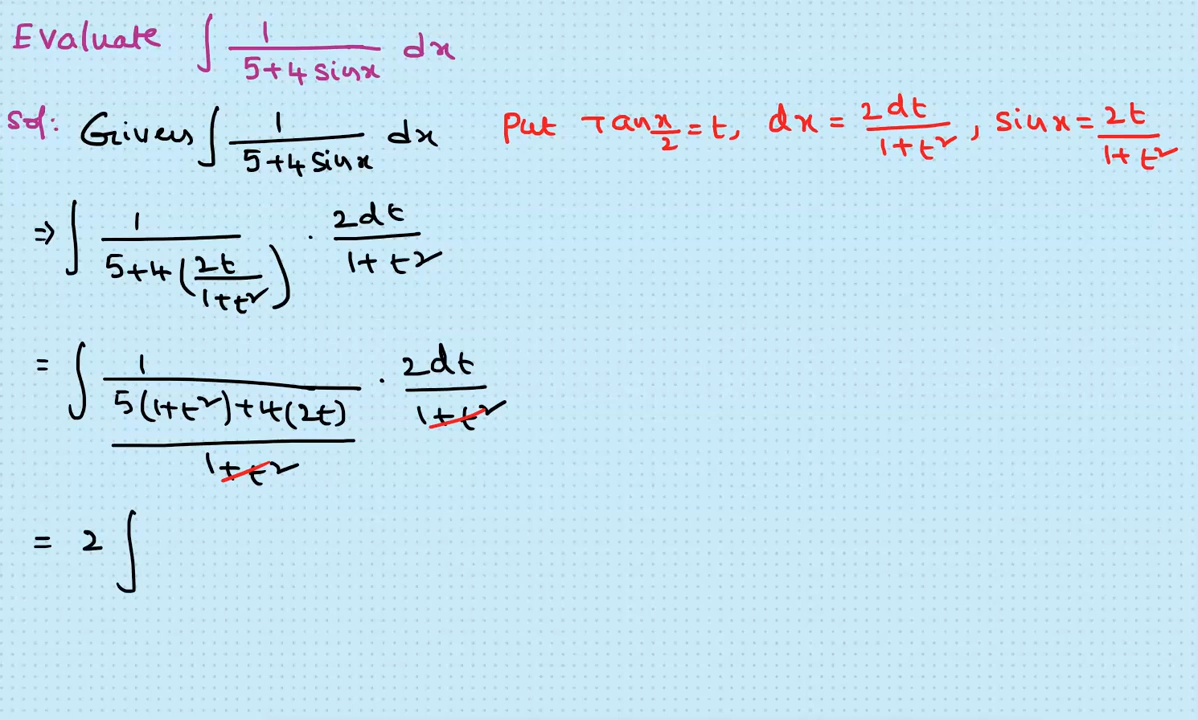 Evaluate ∫ 1/(5+4 sinx) dx
Sol: Given ∫ 1/(5+4 sinx) dx Put Tan x/2 = t, dx = 2dt/(1+t²), sinx = 2t/(1+t²)
⇒ ∫ 1/(5+4(2t/(1+t²))) · 2dt/(1+t²)
= ∫ 1/((5(1+t²)+4(2t))/(1+t²)) · 2dt/(1+t²)
= 2 ∫